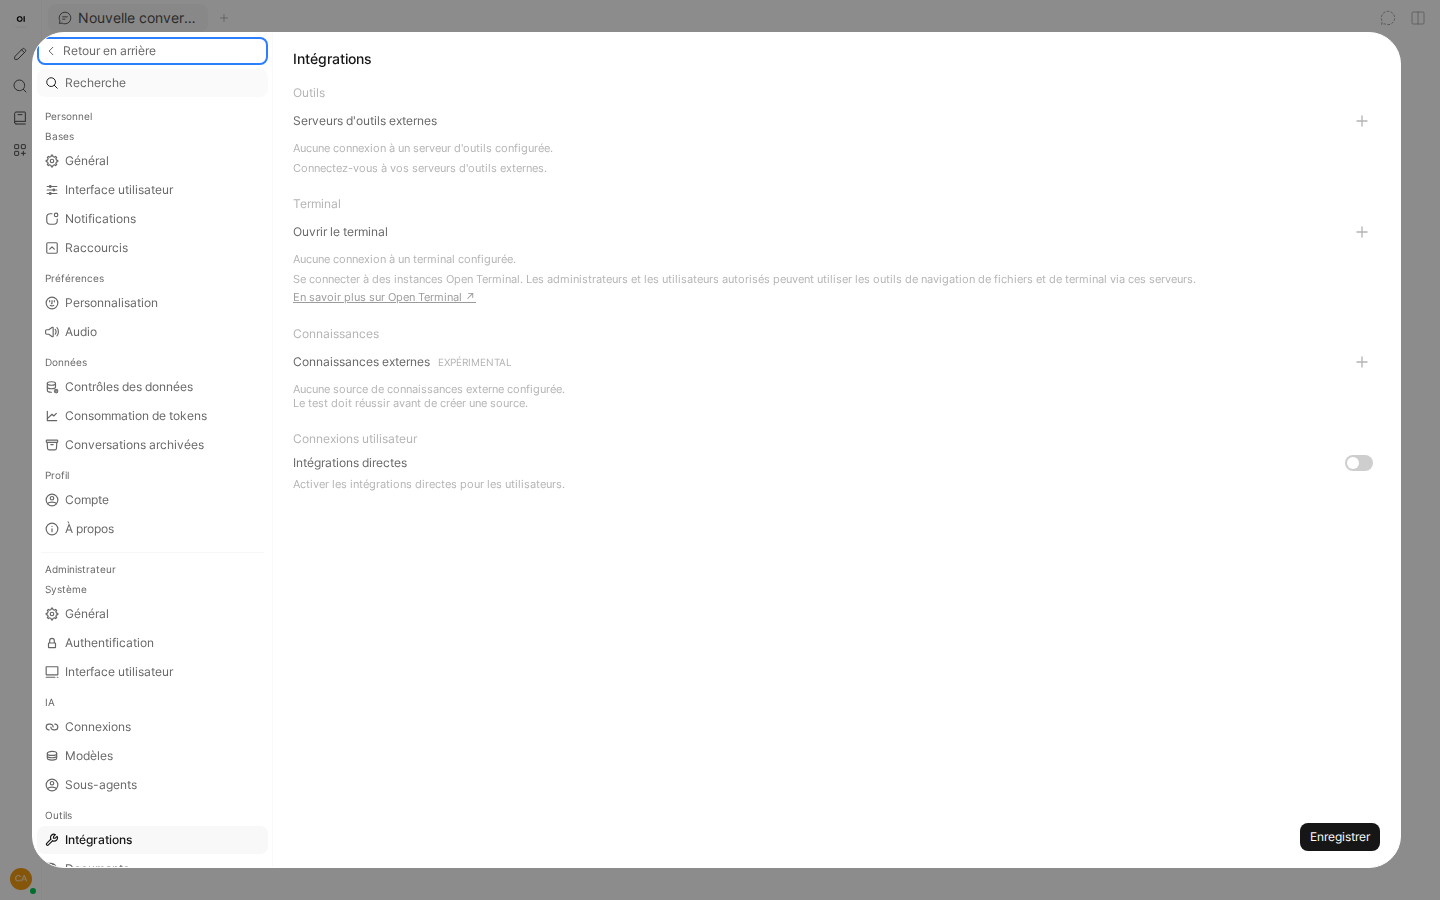 OI
Nouvelle conver...
Retour en arrière
Recherche
Personnel
Bases
Général
Interface utilisateur
Notifications
Raccourcis
Préférences
Personnalisation
Audio
Données
Contrôles des données
Consommation de tokens
Conversations archivées
Profil
Compte
À propos
Administrateur
Système
Général
Authentification
Interface utilisateur
IA
Connexions
Modèles
Sous-agents
Outils
Intégrations
CA
Intégrations
Outils
Serveurs d'outils externes
Aucune connexion à un serveur d'outils configurée.
Connectez-vous à vos serveurs d'outils externes.
Terminal
Ouvrir le terminal
Aucune connexion à un terminal configurée.
Se connecter à des instances Open Terminal. Les administrateurs et les utilisateurs autorisés peuvent utiliser les outils de navigation de fichiers et de terminal via ces serveurs.
En savoir plus sur Open Terminal ↗
Connaissances
Connaissances externes EXPÉRIMENTAL
Aucune source de connaissances externe configurée.
Le test doit réussir avant de créer une source.
Connexions utilisateur
Intégrations directes
Activer les intégrations directes pour les utilisateurs.
Enregistrer